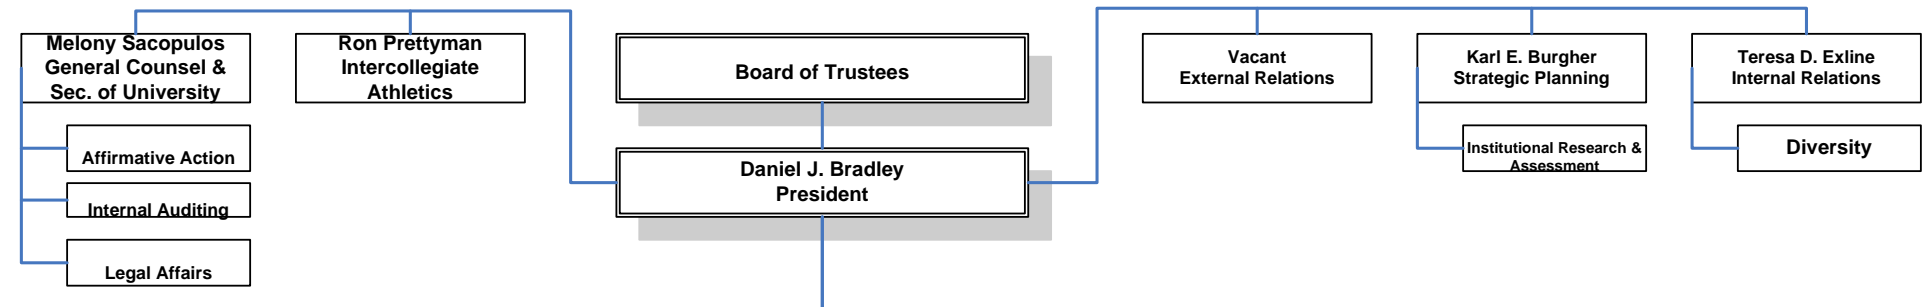 Melony Sacopulos
General Counsel &
Sec. of University
Affirmative Action
Internal Auditing
Legal Affairs
Ron Prettyman
Intercollegiate
Athletics
Board of Trustees
Daniel J. Bradley
President
Vacant
External Relations
Karl E. Burgher
Strategic Planning
Institutional Research &
Assessment
Teresa D. Exline
Internal Relations
Diversity